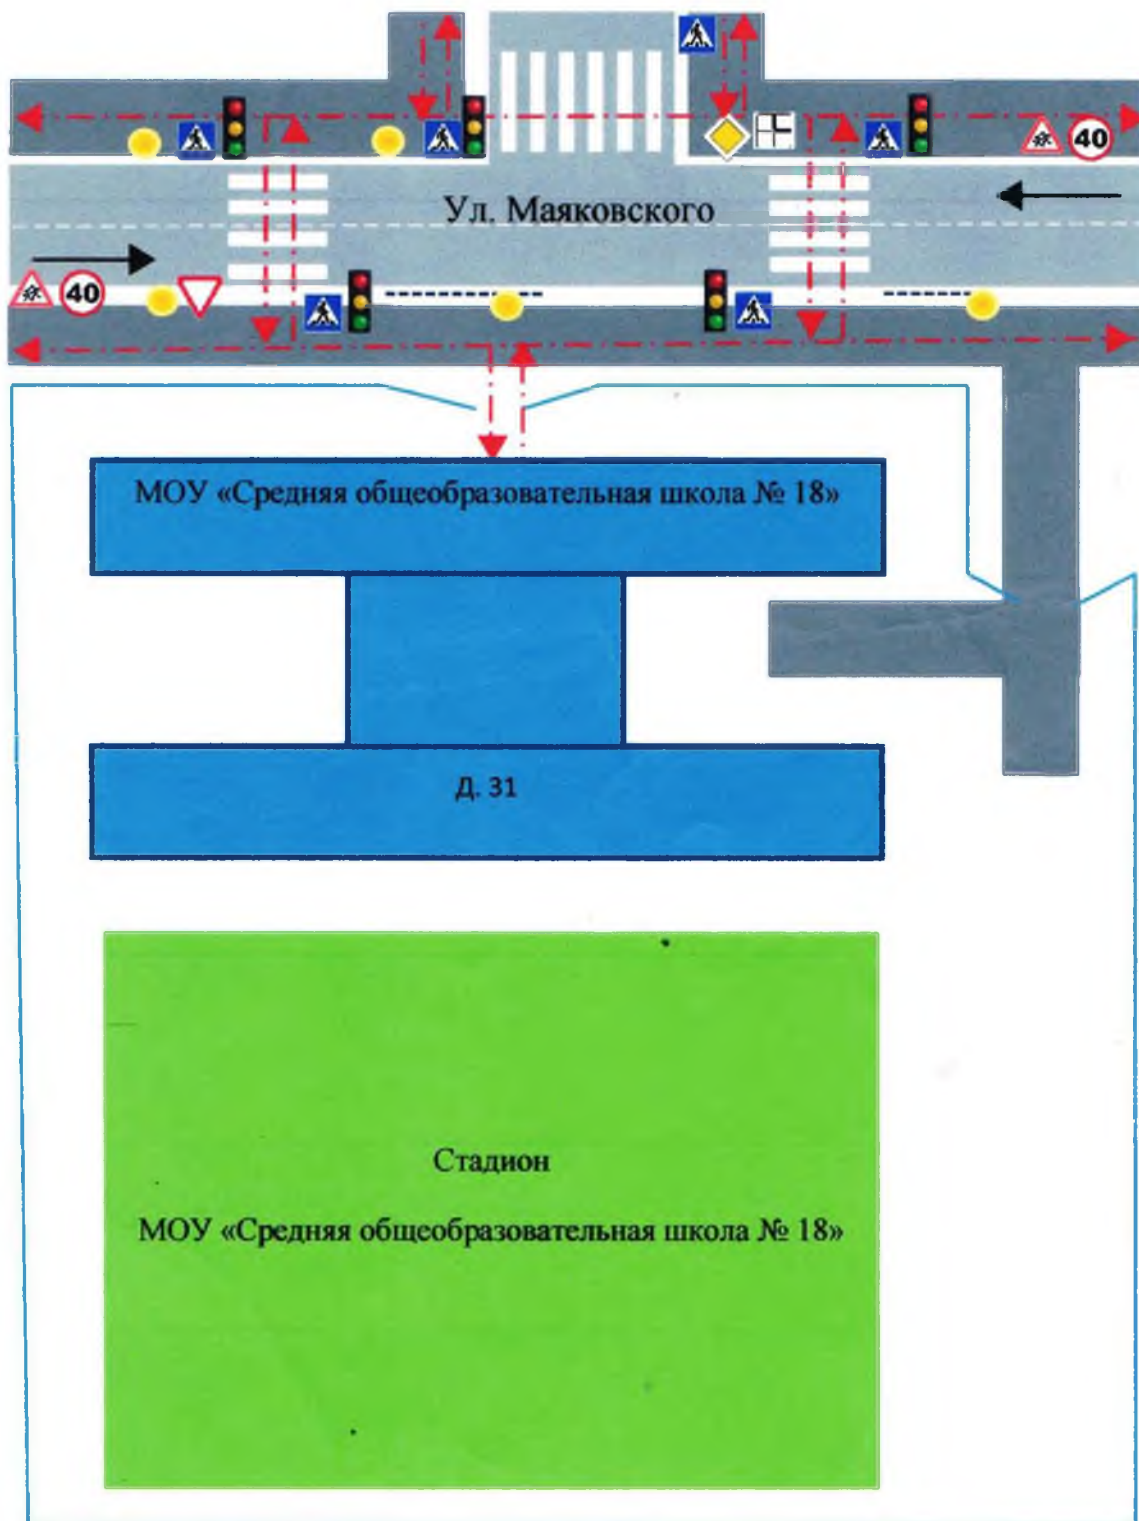 Ул. Маяковского
40
40
МОУ «Средняя общеобразовательная школа № 18»
Д. 31
Стадион
МОУ «Средняя общеобразовательная школа № 18»